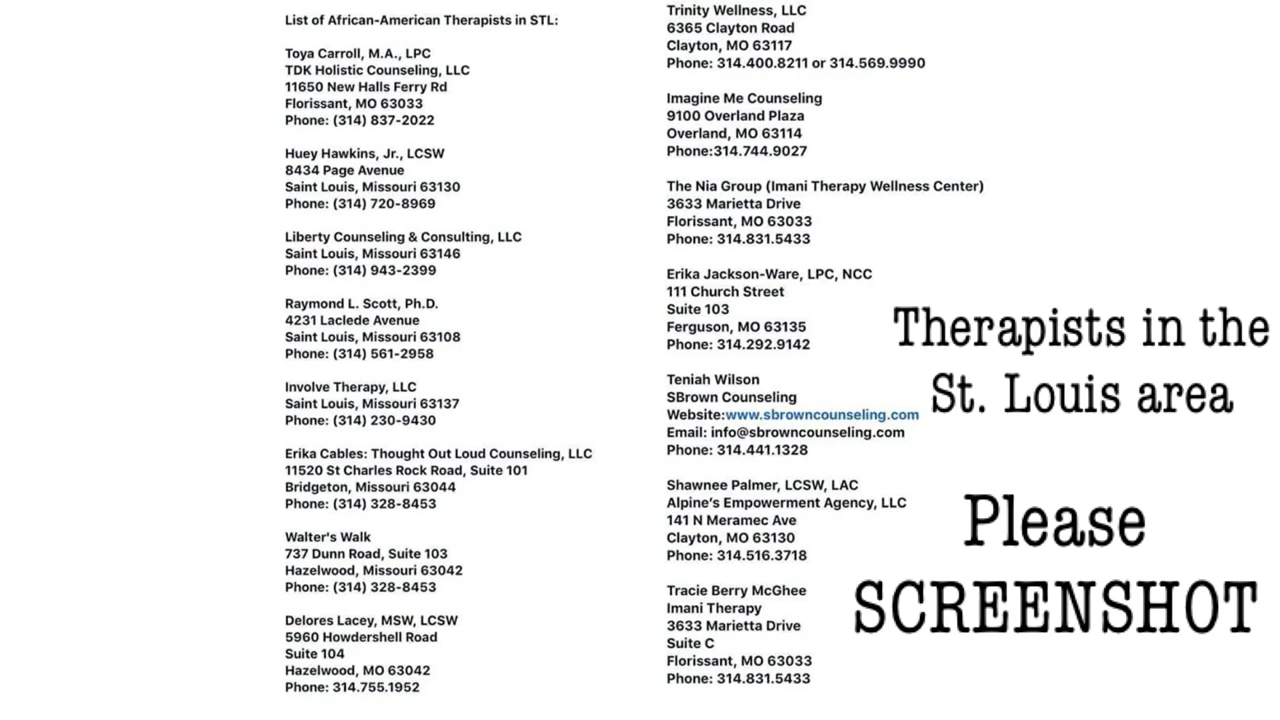 List of African-American Therapists in STL:
Toya Carroll, M.A., LPC
TDK Holistic Counseling, LLC
11650 New Halls Ferry Rd
Florissant, MO 63033
Phone: (314) 837-2022
Huey Hawkins, Jr., LCSW
8434 Page Avenue
Saint Louis, Missouri 63130
Phone: (314) 720-8969
Liberty Counseling & Consulting, LLC
Saint Louis, Missouri 63146
Phone: (314) 943-2399
Raymond L. Scott, Ph.D.
4231 Laclede Avenue
Saint Louis, Missouri 63108
Phone: (314) 561-2958
Involve Therapy, LLC
Saint Louis, Missouri 63137
Phone: (314) 230-9430
Erika Cables: Thought Out Loud Counseling, LLC
11520 St Charles Rock Road, Suite 101
Bridgeton, Missouri 63044
Phone: (314) 328-8453
Walter's Walk
737 Dunn Road, Suite 103
Hazelwood, Missouri 63042
Phone: (314) 328-8453
Delores Lacey, MSW, LCSW
5960 Howdershell Road
Suite 104
Hazelwood, MO 63042
Phone: 314.755.1952
Trinity Wellness, LLC
6365 Clayton Road
Clayton, MO 63117
Phone: 314.400.8211 or 314.569.9990
Imagine Me Counseling
9100 Overland Plaza
Overland, MO 63114
Phone:314.744.9027
The Nia Group (Imani Therapy Wellness Center)
3633 Marietta Drive
Florissant, MO 63033
Phone: 314.831.5433
Erika Jackson-Ware, LPC, NCC
111 Church Street
Suite 103
Ferguson, MO 63135
Phone: 314.292.9142
Teniah Wilson
SBrown Counseling
Website:www.sbrowncounseling.com
Email: info@sbrowncounseling.com
Phone: 314.441.1328
Shawnee Palmer, LCSW, LAC
Alpine’s Empowerment Agency, LLC
141 N Meramec Ave
Clayton, MO 63130
Phone: 314.516.3718
Tracie Berry McGhee
Imani Therapy
3633 Marietta Drive
Suite C
Florissant, MO 63033
Phone: 314.831.5433
Therapists in the
St. Louis area
Please
SCREENSHOT